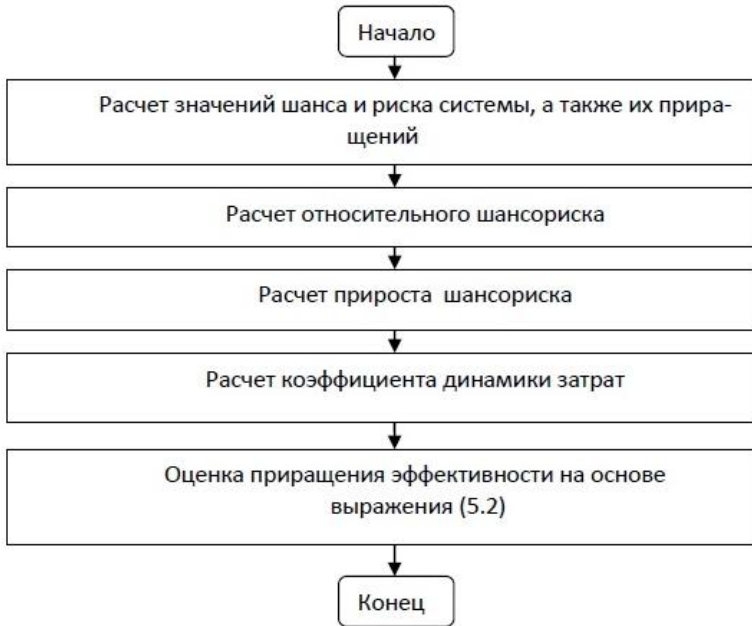 Начало
Расчет значений шанса и риска системы, а также их прира-
щений
Расчет относительного шансориска
Расчет прироста шансориска
Расчет коэффициента динамики затрат
Оценка приращения эффективности на основе
выражения (5.2)
Конец